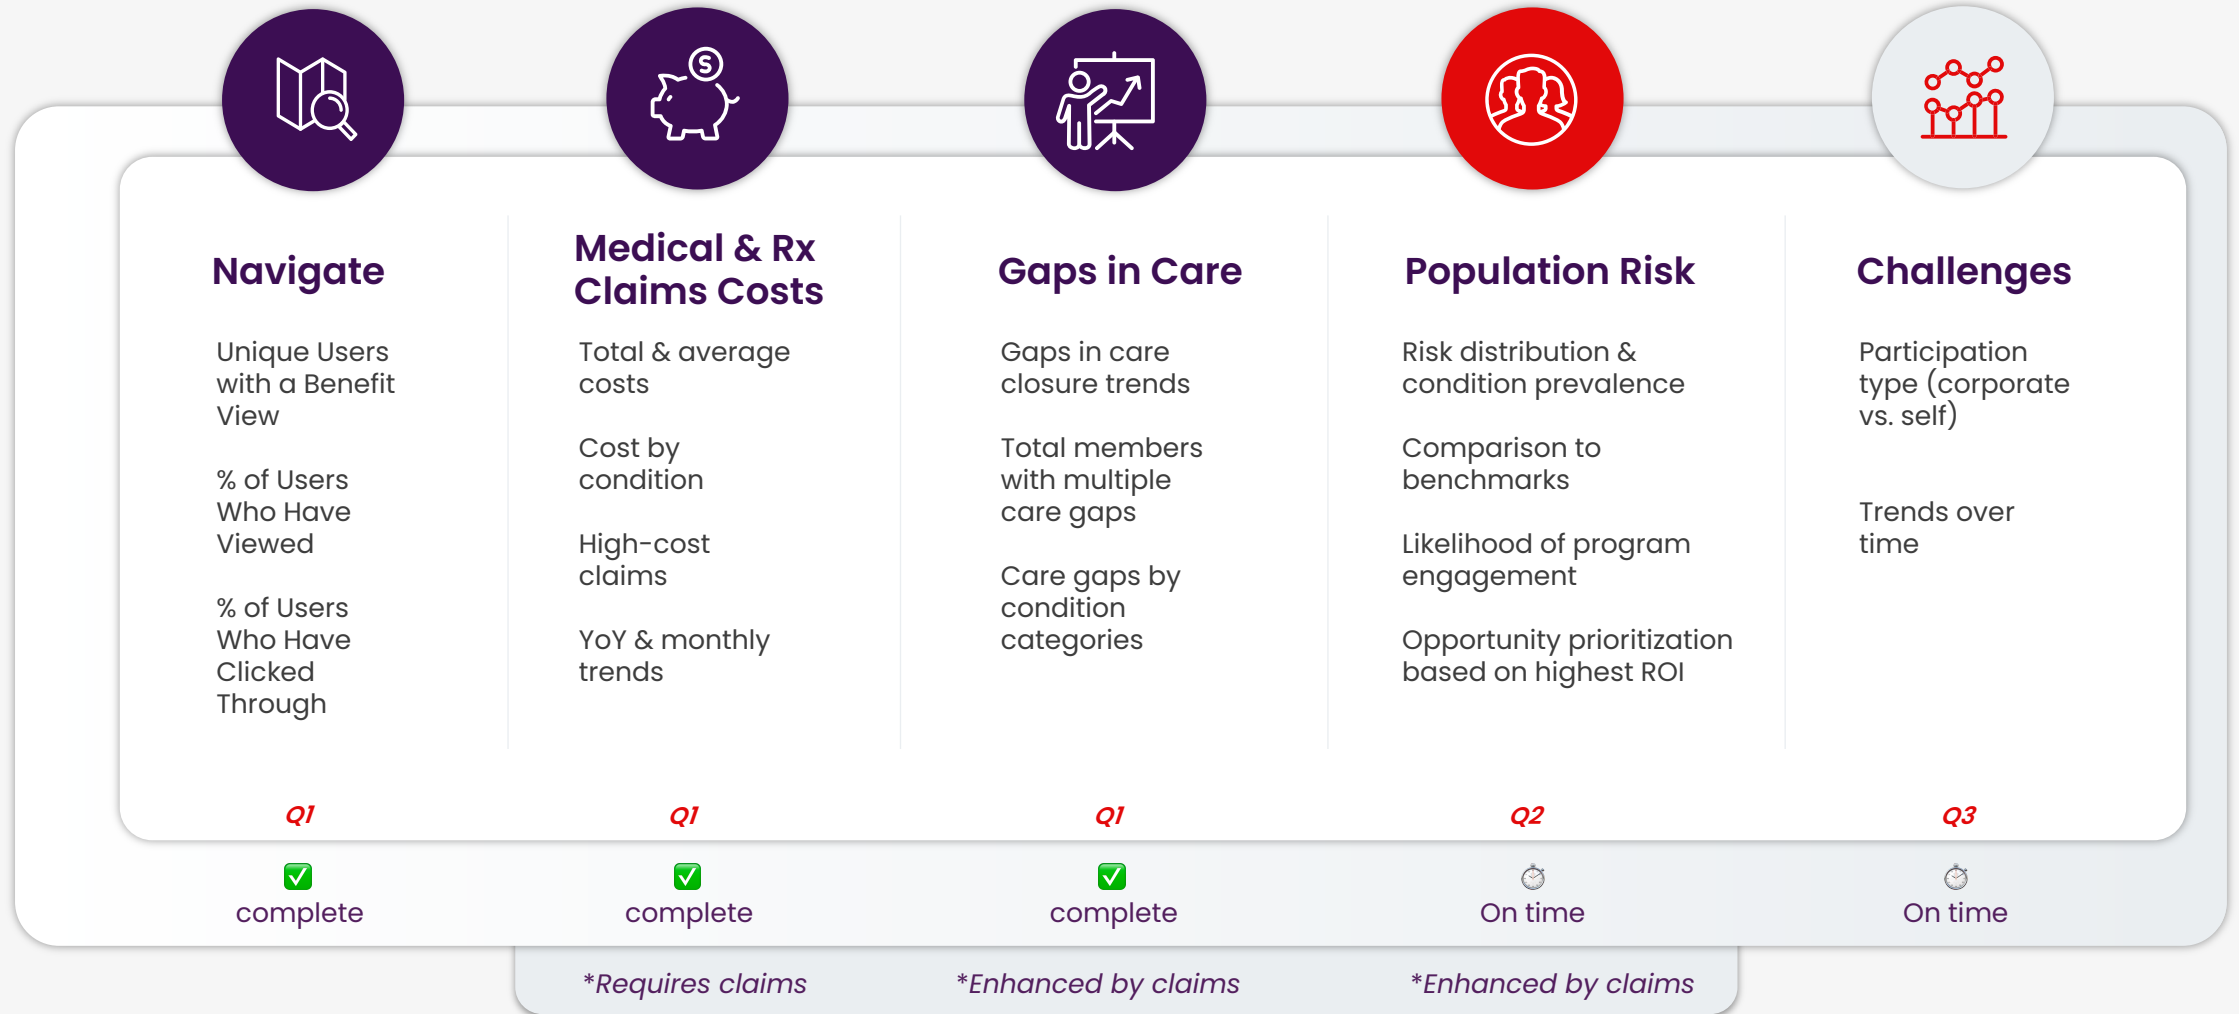 Navigate
Unique Users
with a Benefit
View
% of Users
Who Have
Viewed
% of Users
Who Have
Clicked
Through
Q1
complete
Medical & Rx
Claims Costs
Total & average
costs
Cost by
condition
High-cost
claims
YoY & monthly
trends
Q1
complete
*Requires claims
Gaps in Care
Gaps in care
closure trends
Total members
with multiple
care gaps
Care gaps by
condition
categories
Q1
complete
*Enhanced by claims
Population Risk
Risk distribution &
condition prevalence
Comparison to
benchmarks
Likelihood of program
engagement
Opportunity prioritization
based on highest ROI
Q2
On time
*Enhanced by claims
Challenges
Participation
type (corporate
vs. self)
Trends over
time
Q3
On time